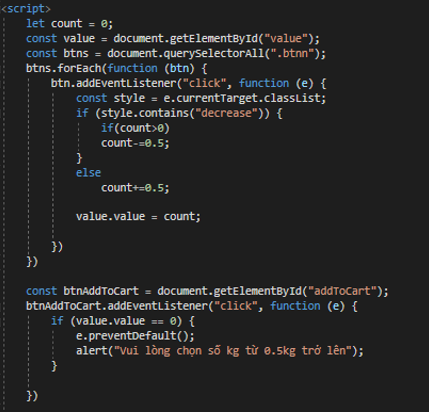 <script>
let count = 0;
const value = document.getElementById("value");
const btns = document.querySelectorAll(".btnn");
btns.forEach(function (btn) {
btn.addEventListener("click", function (e) {
const style = e.currentTarget.classList;
if (style.contains("decrease")) {
if(count>0)
count-=0.5;
}
else
count+=0.5;
value.value = count;
})
})
const btnAddToCart = document.getElementById("addToCart");
btnAddToCart.addEventListener("click", function (e) {
if (value.value == 0) {
e.preventDefault();
alert("Vui lòng chọn số kg từ 0.5kg trở lên");
}
})